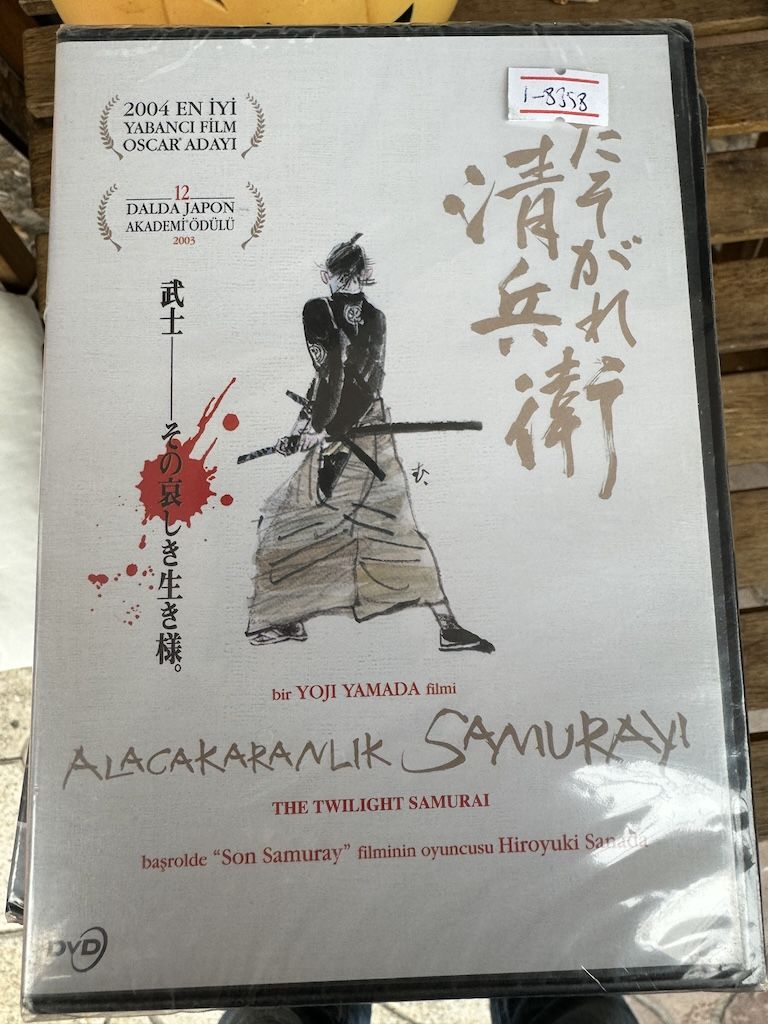 1-8358
2004 EN İYİ
YABANCI FİLM
OSCAR® ADAYI
12
DALDA JAPON
AKADEMİ ÖDÜLÜ
2003
たそがれ
清兵衛
武士——その哀しき生き様。
む、
bir YOJI YAMADA filmi
ALACAKARANLIK SAMURAYI
THE TWILIGHT SAMURAI
başrolde “Son Samuray” filminin oyuncusu Hiroyuki Sanada
DVD